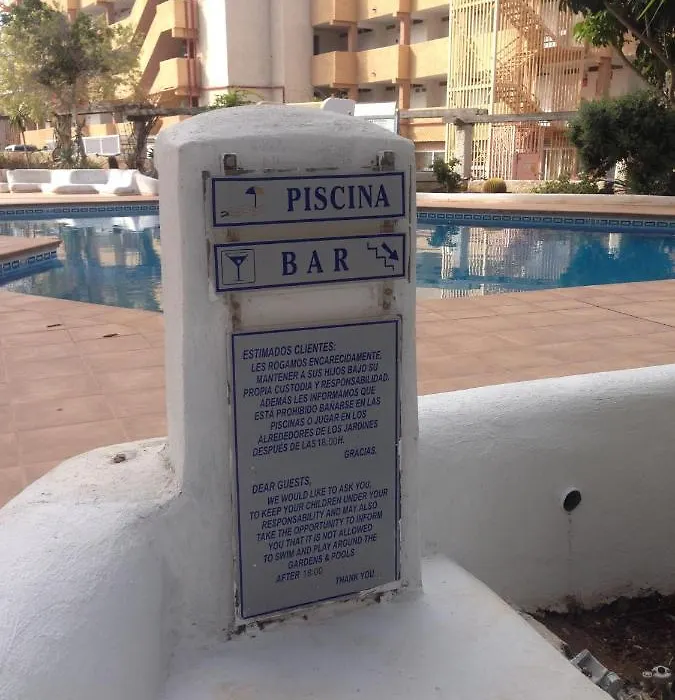 PISCINA
BAR
ESTIMADOS CLIENTES:
LES ROGAMOS ENCARECIDAMENTE,
MANTENER A SUS HIJOS BAJO SU
PROPIA CUSTODIA Y RESPONSABILIDAD.
ADEMÁS LES INFORMAMOS QUE
ESTÁ PROHIBIDO BAÑARSE EN LAS
PISCINAS O JUGAR EN LOS
ALREDEDORES DE LOS JARDINES
DESPUES DE LAS 18:00H.
GRACIAS.
DEAR GUESTS,
WE WOULD LIKE TO ASK YOU,
TO KEEP YOUR CHILDREN UNDER YOUR
RESPONSABILITY AND MAY ALSO
TAKE THE OPPORTUNITY TO INFORM
YOU THAT IT IS NOT ALLOWED
TO SWIM AND PLAY AROUND THE
GARDENS & POOLS
AFTER 18:00
THANK YOU